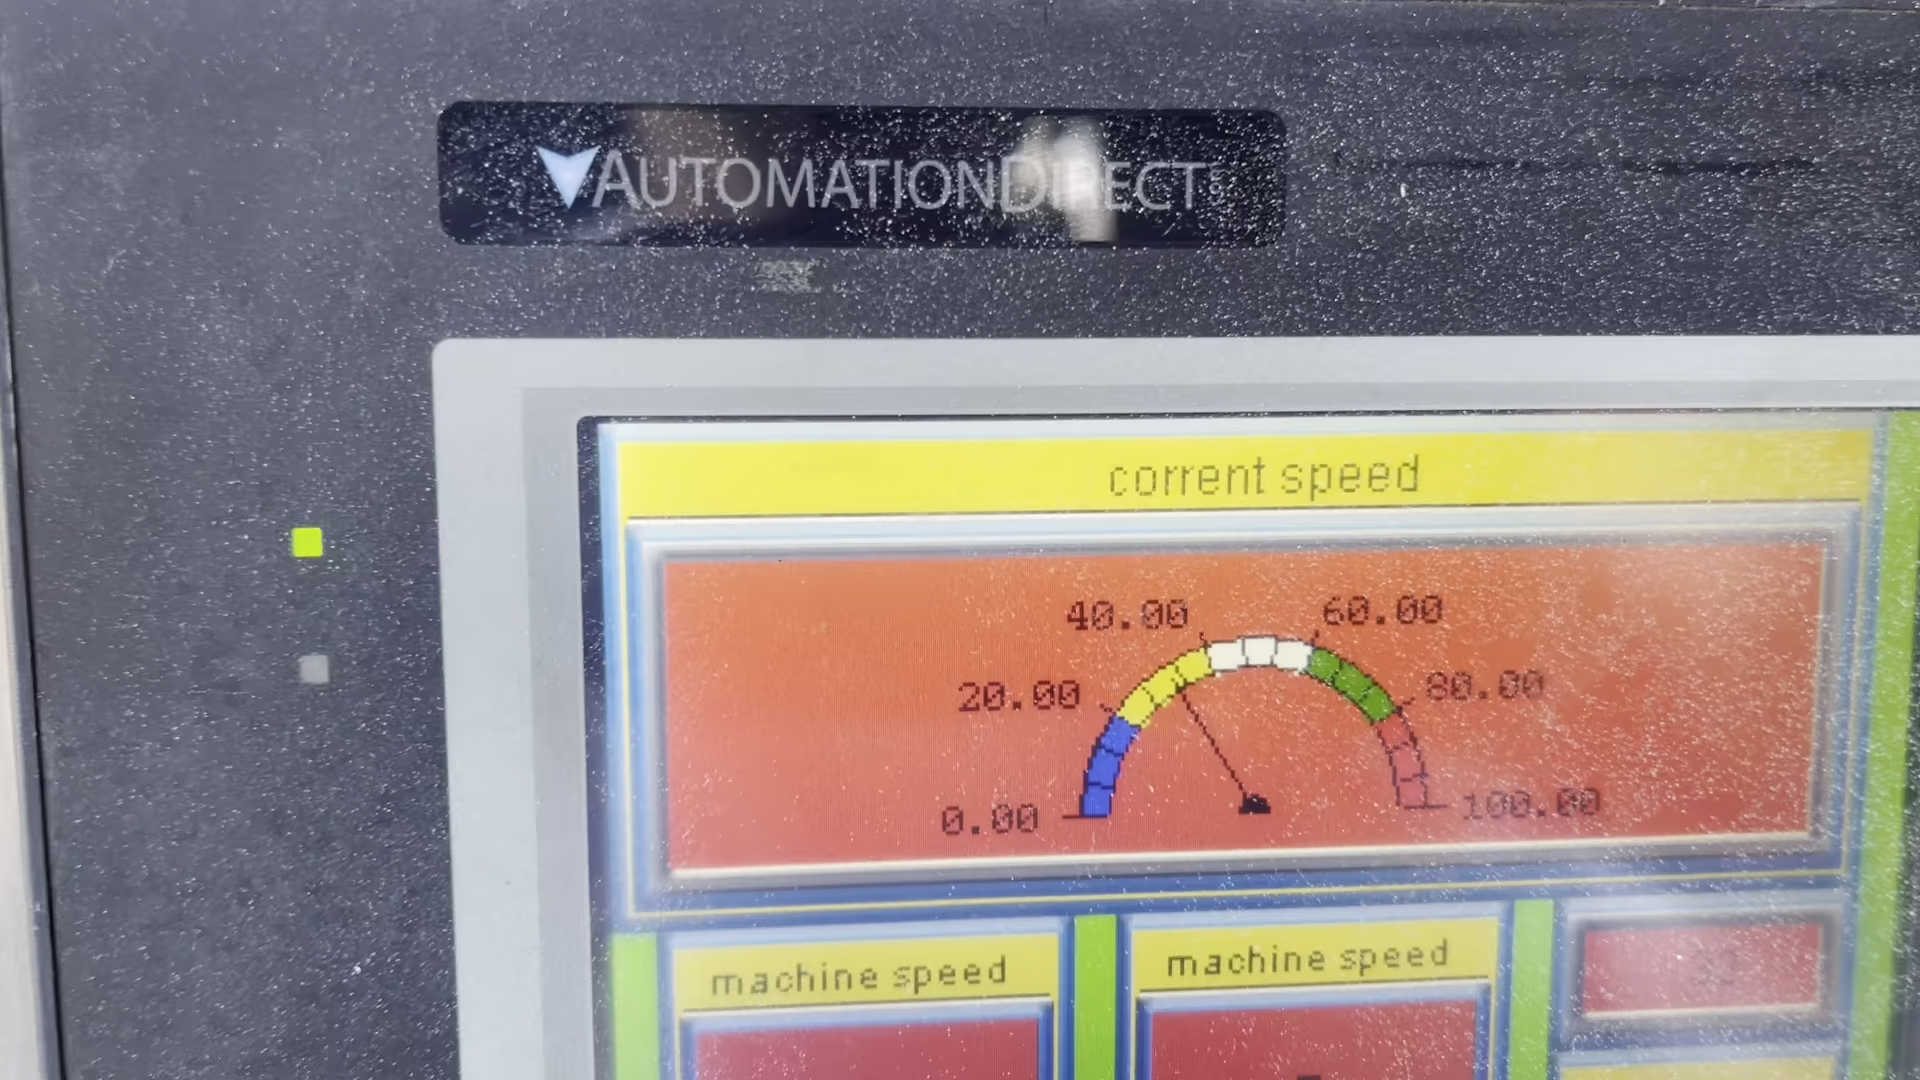 AUTOMATIONDIRECT
corrent speed
40.00 60.00
20.00 80.00
0.00 100.00
machine speed machine speed